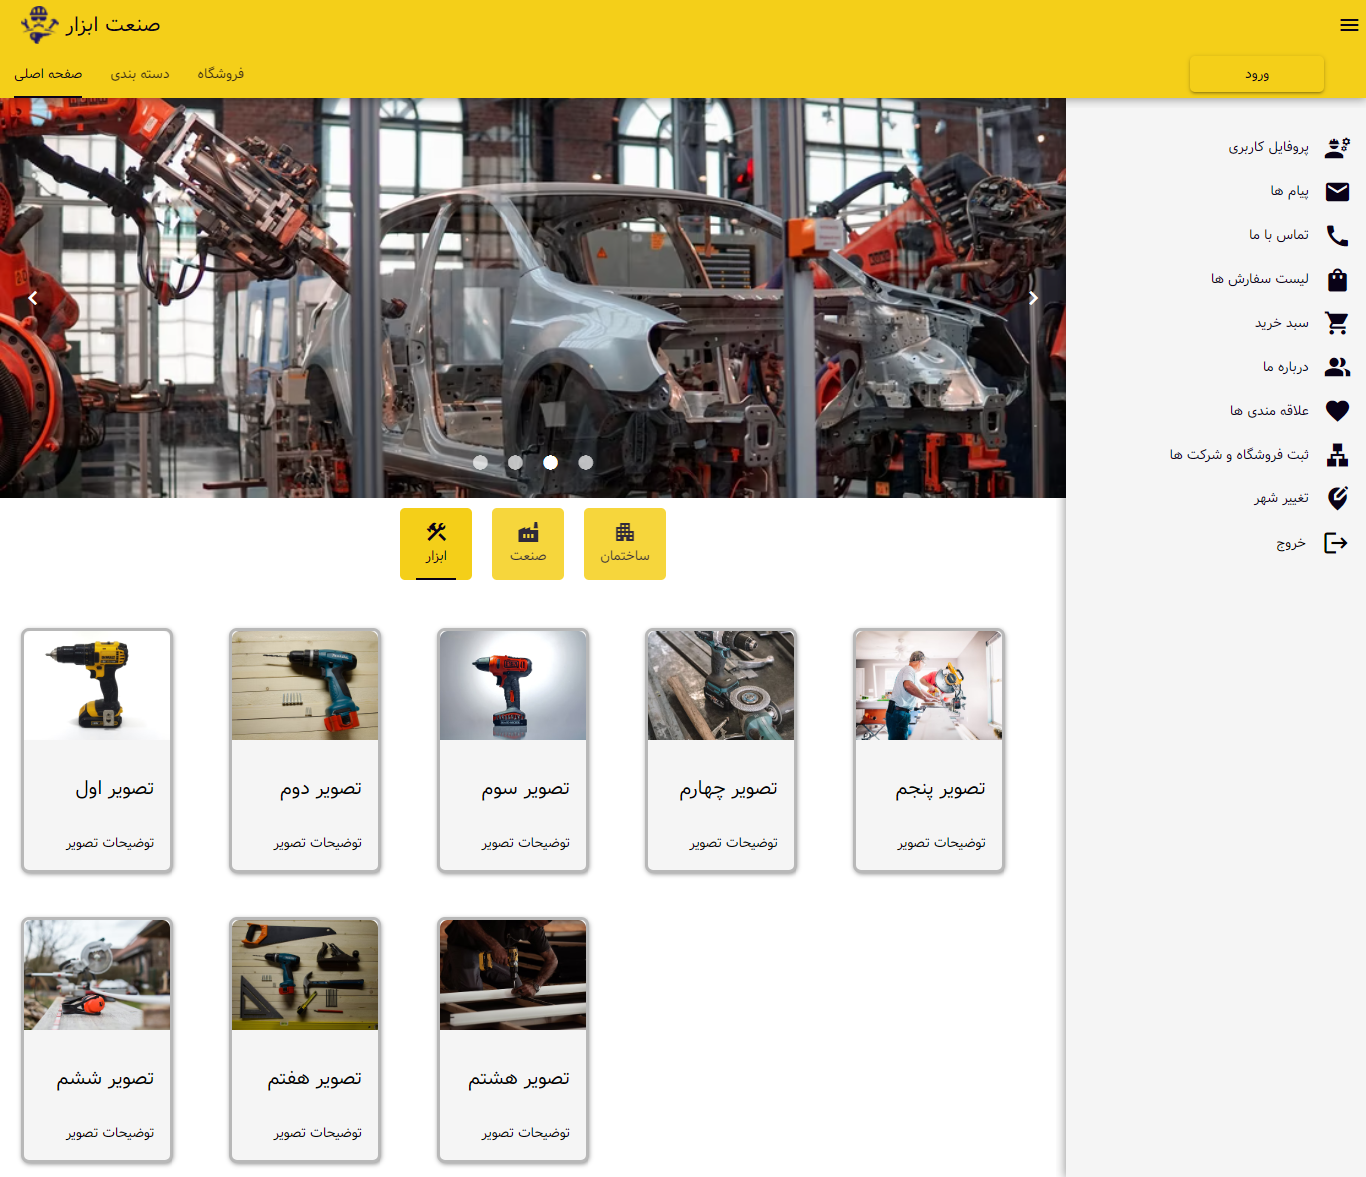 صنعت ابزار
صفحه اصلی
دسته بندی
فروشگاه
ورود
پروفایل کاربری
پیام ها
تماس با ما
لیست سفارش ها
سبد خرید
درباره ما
علاقه مندی ها
ثبت فروشگاه و شرکت ها
تغییر شهر
خروج
ابزار
صنعت
ساختمان
تصویر اول
توضیحات تصویر
تصویر دوم
توضیحات تصویر
تصویر سوم
توضیحات تصویر
تصویر چهارم
توضیحات تصویر
تصویر پنجم
توضیحات تصویر
تصویر ششم
توضیحات تصویر
تصویر هفتم
توضیحات تصویر
تصویر هشتم
توضیحات تصویر